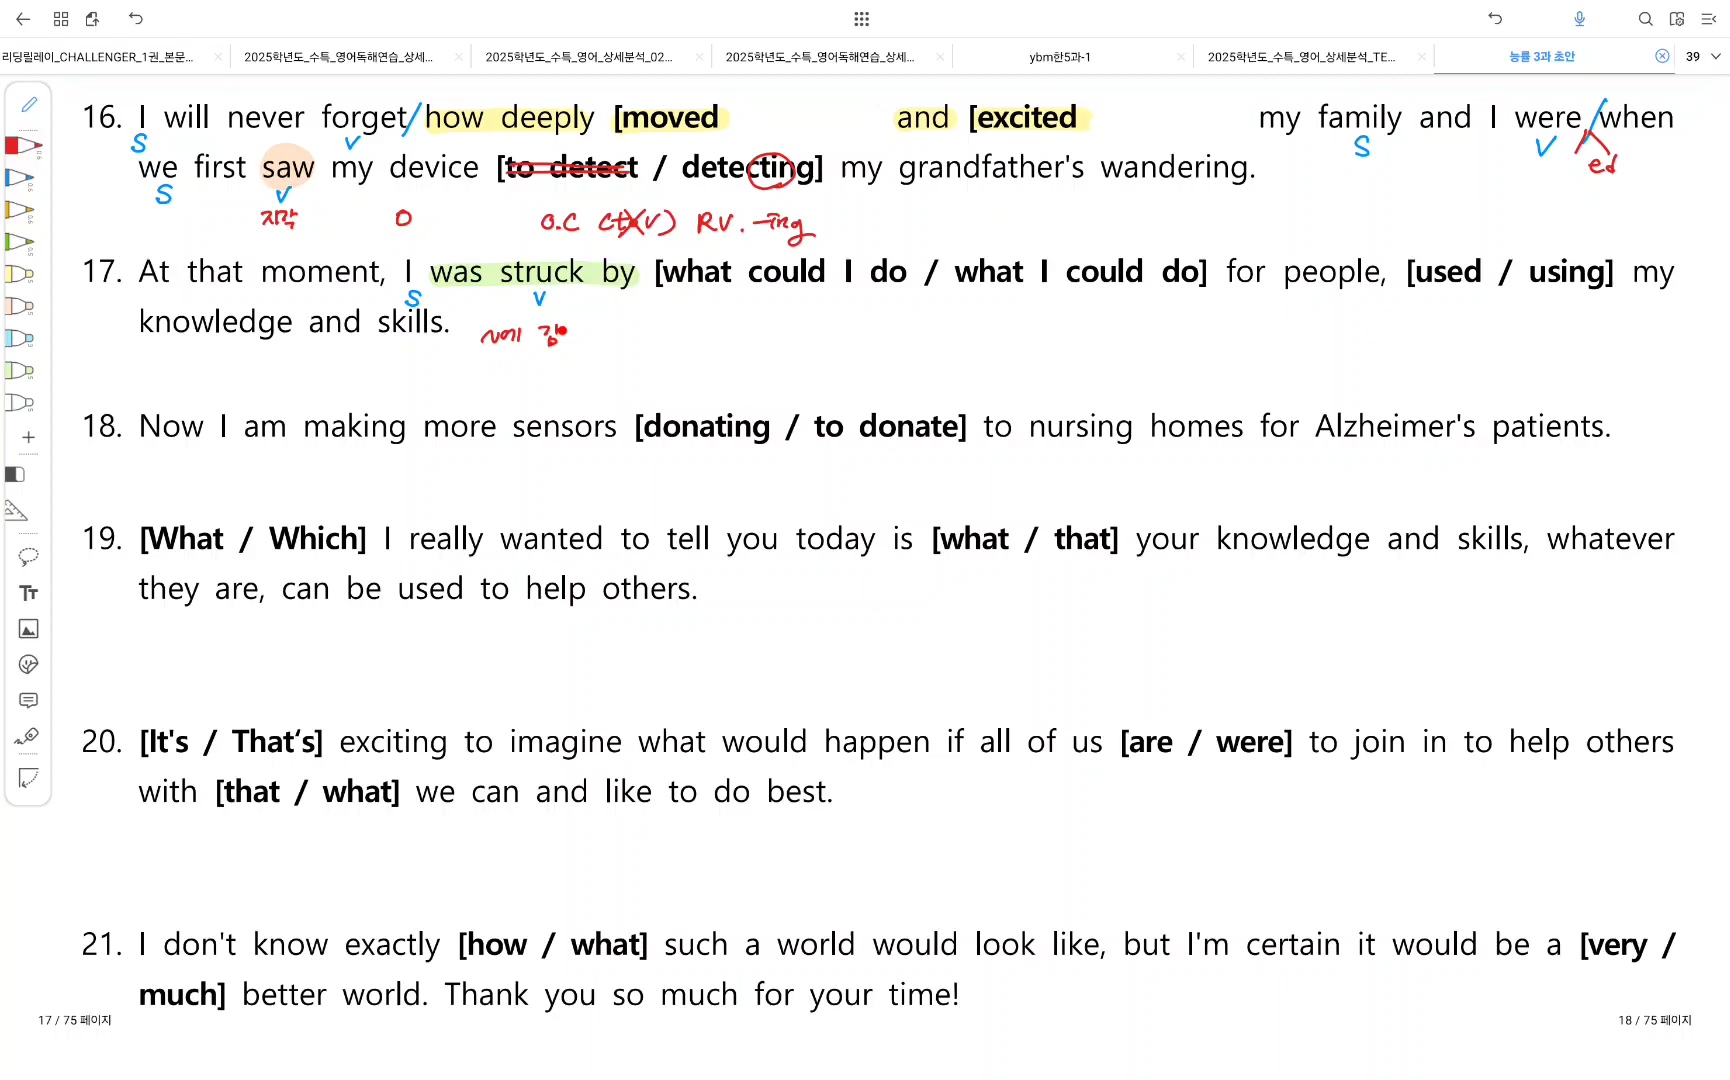 리딩릴레이_CHALLENGER_1권_본문...
2025학년도_수특_영어독해연습_상세...
2025학년도_수특_영어_상세분석_02...
2025학년도_수특_영어독해연습_상세...
ybm한5과-1
2025학년도_수특_영어_상세분석_TE...
능률 3과 초안
39
16. I will never forget/how deeply [moved and [excited my family and I were/when
S V S V ed
we first saw my device [to detect / detecting] my grandfather's wandering.
S V
지각 O O.C (to V) RV. -ing
17. At that moment, I was struck by [what could I do / what I could do] for people, [used / using] my
S V
knowledge and skills.
~에
18. Now I am making more sensors [donating / to donate] to nursing homes for Alzheimer's patients.
19. [What / Which] I really wanted to tell you today is [what / that] your knowledge and skills, whatever
they are, can be used to help others.
20. [It's / That‘s] exciting to imagine what would happen if all of us [are / were] to join in to help others
with [that / what] we can and like to do best.
21. I don't know exactly [how / what] such a world would look like, but I'm certain it would be a [very /
much] better world. Thank you so much for your time!
17 / 75 페이지
18 / 75 페이지